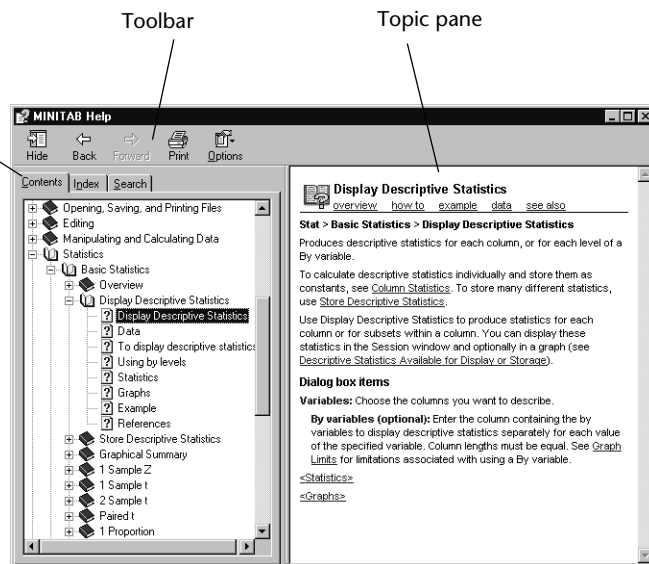 Toolbar
Topic pane
MINITAB Help
Hide Back Forward Print Options
Contents Index Search
Opening, Saving, and Printing Files
Editing
Manipulating and Calculating Data
Statistics
Basic Statistics
Overview
Display Descriptive Statistics
Display Descriptive Statistics
Data
To display descriptive statistics
Using by levels
Statistics
Graphs
Example
References
Store Descriptive Statistics
Graphical Summary
1 Sample Z
1 Sample t
2 Sample t
Paired t
1 Proportion
Display Descriptive Statistics
overview how to example data see also
Stat > Basic Statistics > Display Descriptive Statistics
Produces descriptive statistics for each column, or for each level of a
By variable.
To calculate descriptive statistics individually and store them as
constants, see Column Statistics. To store many different statistics,
use Store Descriptive Statistics.
Use Display Descriptive Statistics to produce statistics for each
column or for subsets within a column. You can display these
statistics in the Session window and optionally in a graph (see
Descriptive Statistics Available for Display or Storage).
Dialog box items
Variables: Choose the columns you want to describe.
By variables (optional): Enter the column containing the by
variables to display descriptive statistics separately for each value
of the specified variable. Column lengths must be equal. See Graph
Limits for limitations associated with using a By variable.
<Statistics>
<Graphs>